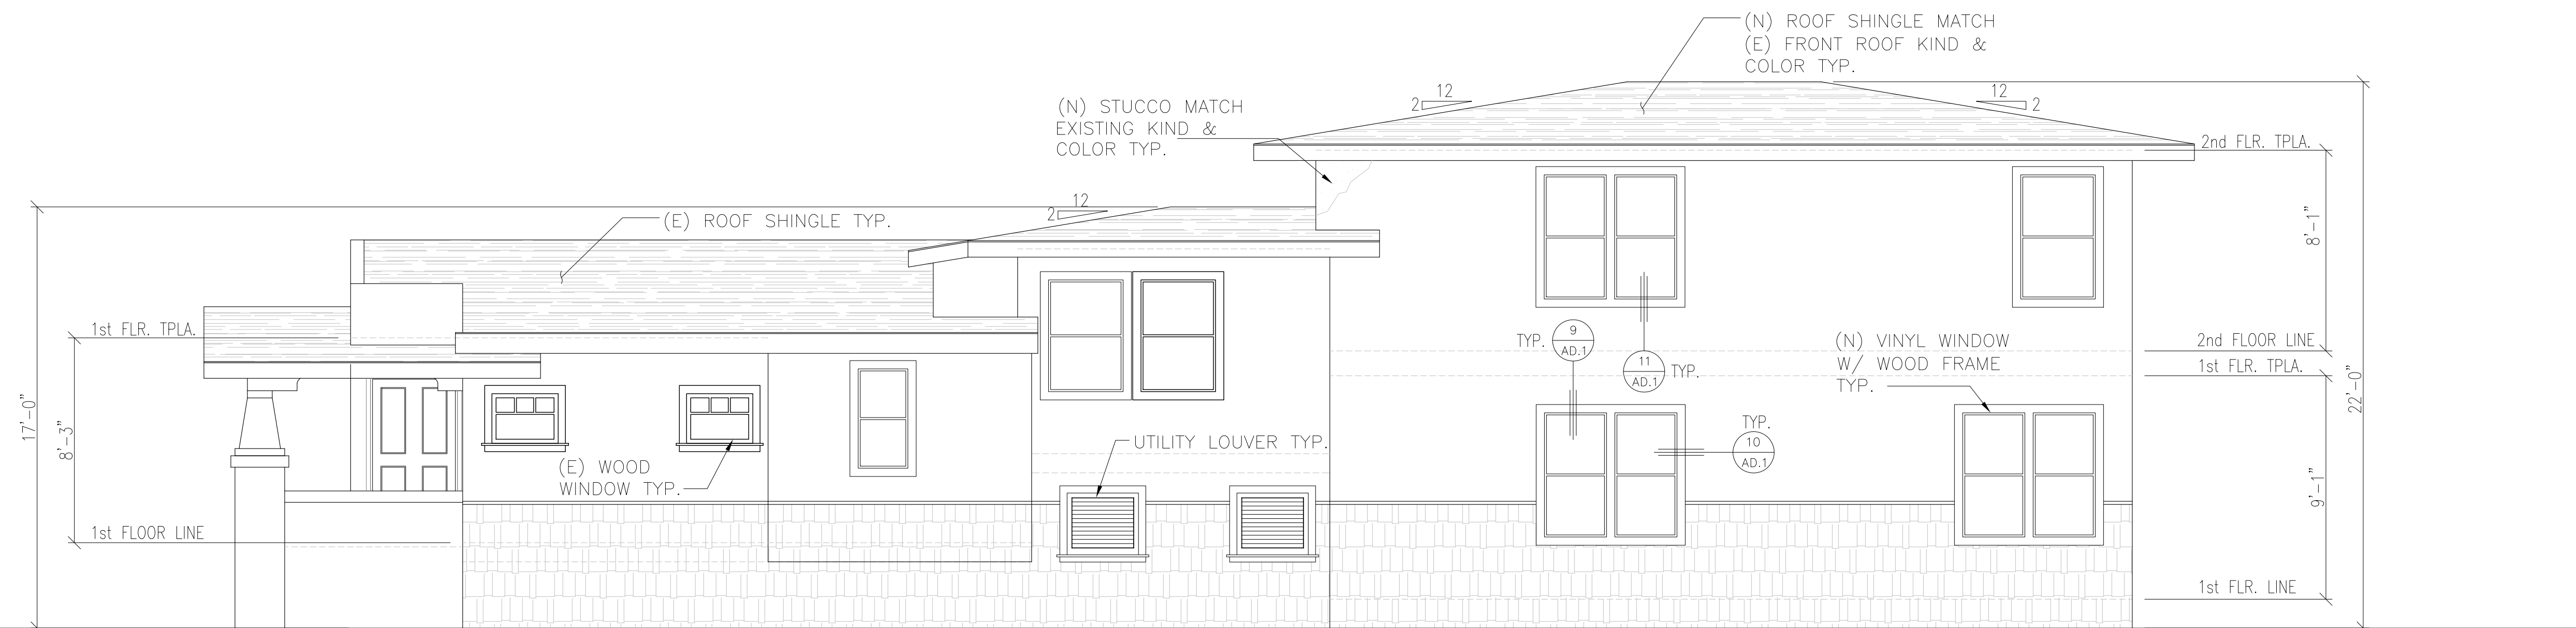 (N) ROOF SHINGLE MATCH
(E) FRONT ROOF KIND &
COLOR TYP.
12
2
12
2
(N) STUCCO MATCH
EXISTING KIND &
COLOR TYP.
2nd FLR. TPLA.
12
2
(E) ROOF SHINGLE TYP.
8'-1"
1st FLR. TPLA.
TYP.
9
AD.1
11
AD.1
TYP.
(N) VINYL WINDOW
W/ WOOD FRAME
TYP.
2nd FLOOR LINE
1st FLR. TPLA.
22'-0"
17'-0"
8'-3"
(E) WOOD
WINDOW TYP.
UTILITY LOUVER TYP.
TYP.
10
AD.1
9'-1"
1st FLOOR LINE
1st FLR. LINE